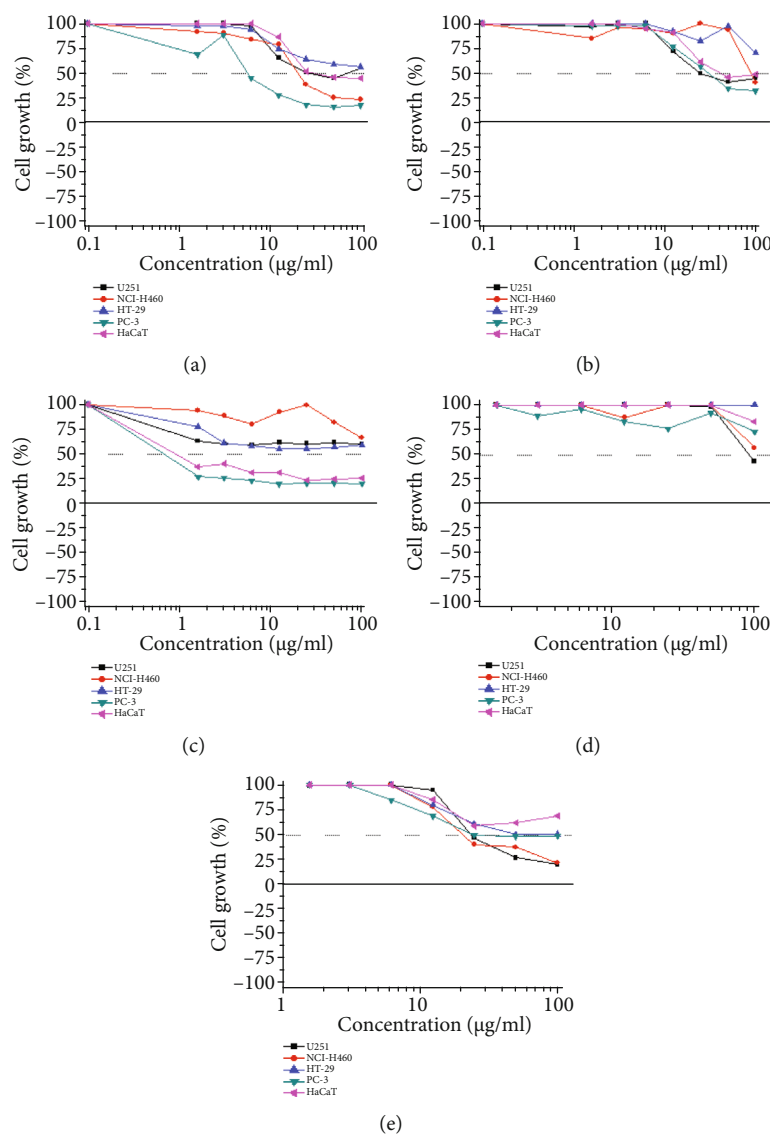 100
75
50
25
0
−25
−50
−75
−100
Cell growth (%)
0.1 1 10 100
Concentration (µg/ml)
U251
NCI-H460
HT-29
PC-3
HaCaT
(a)
100
75
50
25
0
−25
−50
−75
−100
Cell growth (%)
0.1 1 10 100
Concentration (µg/ml)
U251
NCI-H460
HT-29
PC-3
HaCaT
(b)
100
75
50
25
0
−25
−50
−75
−100
Cell growth (%)
0.1 1 10 100
Concentration (µg/ml)
U251
NCI-H460
HT-29
PC-3
HaCaT
(c)
100
75
50
25
0
−25
−50
−75
−100
Cell growth (%)
10 100
Concentration (µg/ml)
U251
NCI-H460
HT-29
PC-3
HaCaT
(d)
100
75
50
25
0
−25
−50
−75
−100
Cell growth (%)
1 10 100
Concentration (µg/ml)
U251
NCI-H460
HT-29
PC-3
HaCaT
(e)